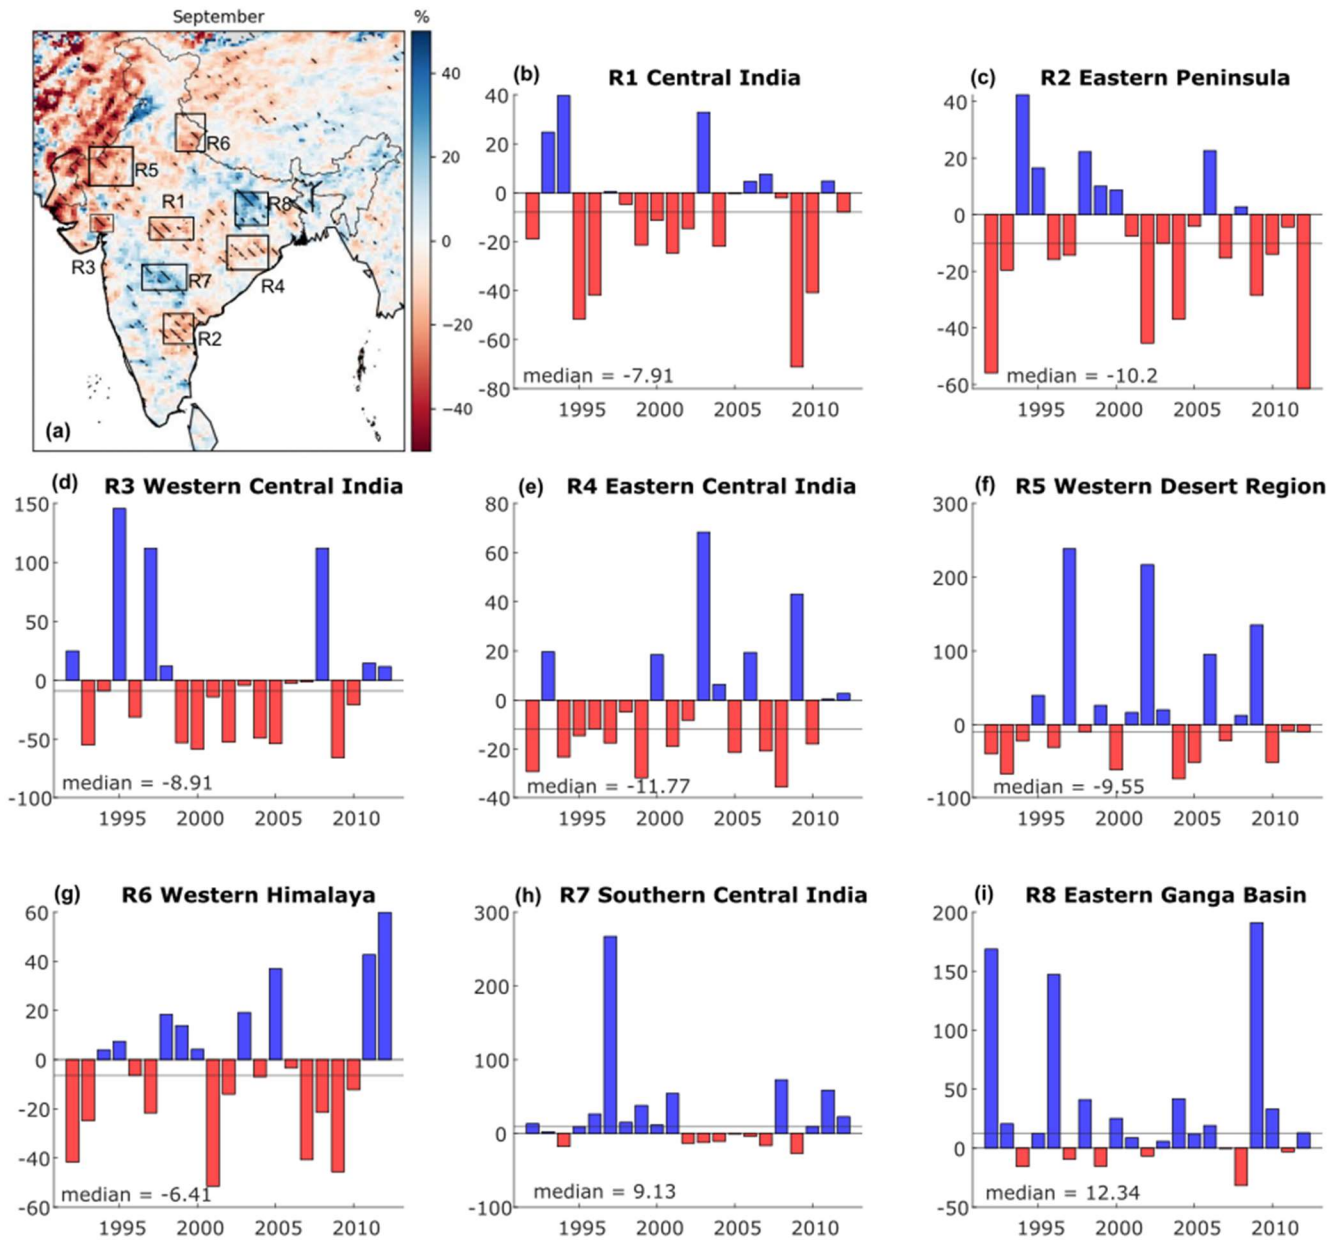 September
%
40
20
0
−20
−40
R6
R5
R1
R8
R3
R7
R4
R2
(a)
(b) R1 Central India
40
20
0
-20
-40
-60
-80
median = -7.91
1995 2000 2005 2010
(c) R2 Eastern Peninsula
40
20
0
-20
-40
-60
median = -10.2
1995 2000 2005 2010
(d) R3 Western Central India
150
100
50
0
-50
-100
median = -8.91
1995 2000 2005 2010
(e) R4 Eastern Central India
80
60
40
20
0
-20
-40
median = -11.77
1995 2000 2005 2010
(f) R5 Western Desert Region
300
200
100
0
-100
median = -9.55
1995 2000 2005 2010
(g) R6 Western Himalaya
60
40
20
0
-20
-40
-60
median = -6.41
1995 2000 2005 2010
(h) R7 Southern Central India
300
200
100
0
-100
median = 9.13
1995 2000 2005 2010
(i) R8 Eastern Ganga Basin
200
150
100
50
0
-50
median = 12.34
1995 2000 2005 2010